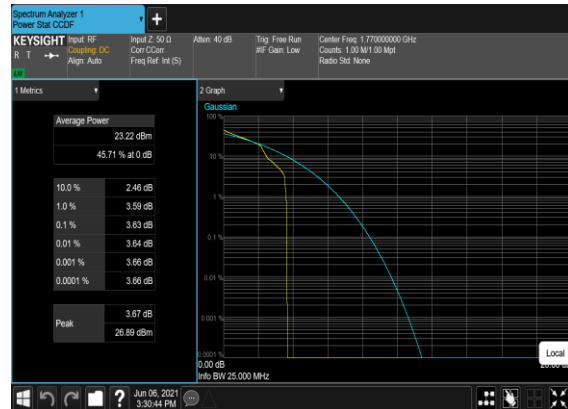 Spectrum Analyzer 1
Power Stat CCDF
KEYSIGHT
R T
LXI
Input: RF
Coupling: DC
Align: Auto
Input Z: 50 Ω
Corr CCorr
Freq Ref: Int (S)
Atten: 40 dB
Trig: Free Run
#IF Gain: Low
Center Freq: 1.770000000 GHz
Counts: 1.00 M/1.00 Mpt
Radio Std: None
1 Metrics
Average Power
23.22 dBm
45.71 % at 0 dB
10.0 % 2.46 dB
1.0 % 3.59 dB
0.1 % 3.63 dB
0.01 % 3.64 dB
0.001 % 3.66 dB
0.0001 % 3.66 dB
Peak
3.67 dB
26.89 dBm
2 Graph
Gaussian
100 %
10 %
1 %
0.1 %
0.01 %
0.001 %
0.0001 %
0.00 dB
Info BW 25.000 MHz
Local
?
Jun 06, 2021
3:30:44 PM